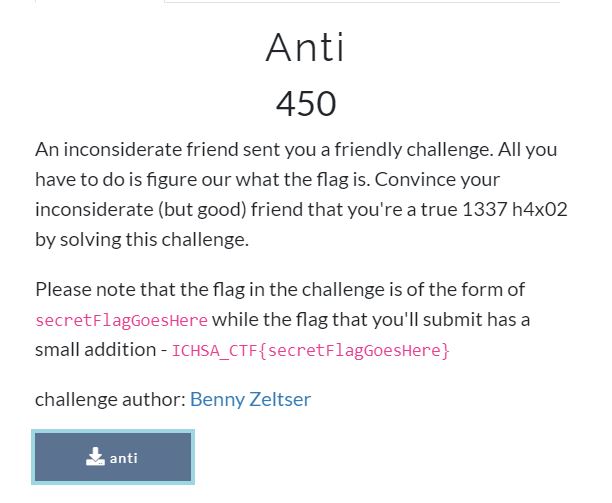 Anti
450
An inconsiderate friend sent you a friendly challenge. All you
have to do is figure our what the flag is. Convince your
inconsiderate (but good) friend that you're a true 1337 h4x02
by solving this challenge.
Please note that the flag in the challenge is of the form of
secretFlagGoesHere while the flag that you'll submit has a
small addition - ICHSA_CTF{secretFlagGoesHere}
challenge author: Benny Zeltser
anti